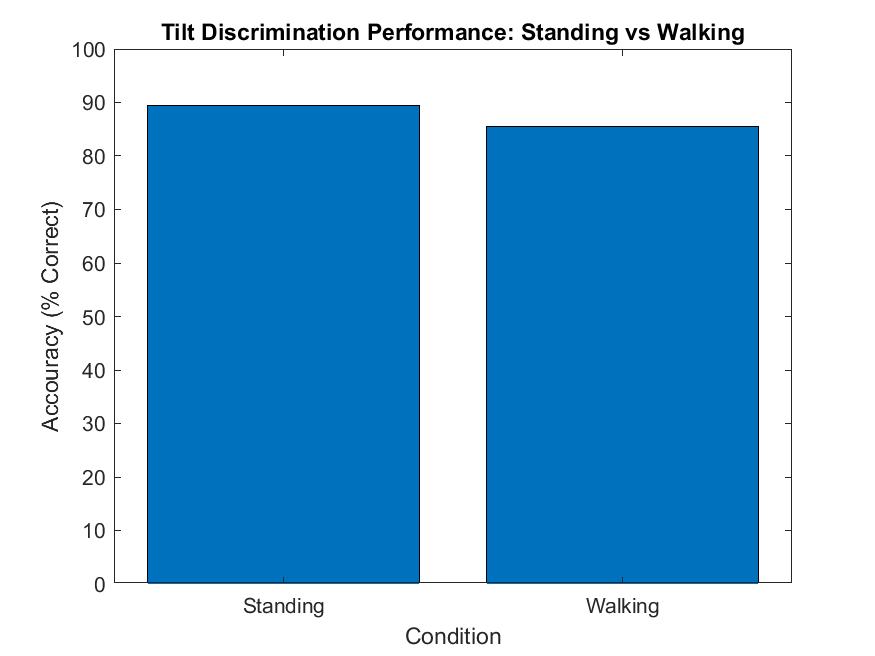 Tilt Discrimination Performance: Standing vs Walking
100
90
80
70
60
50
40
30
20
10
0
Accouracy (% Correct)
Standing Walking
Condition